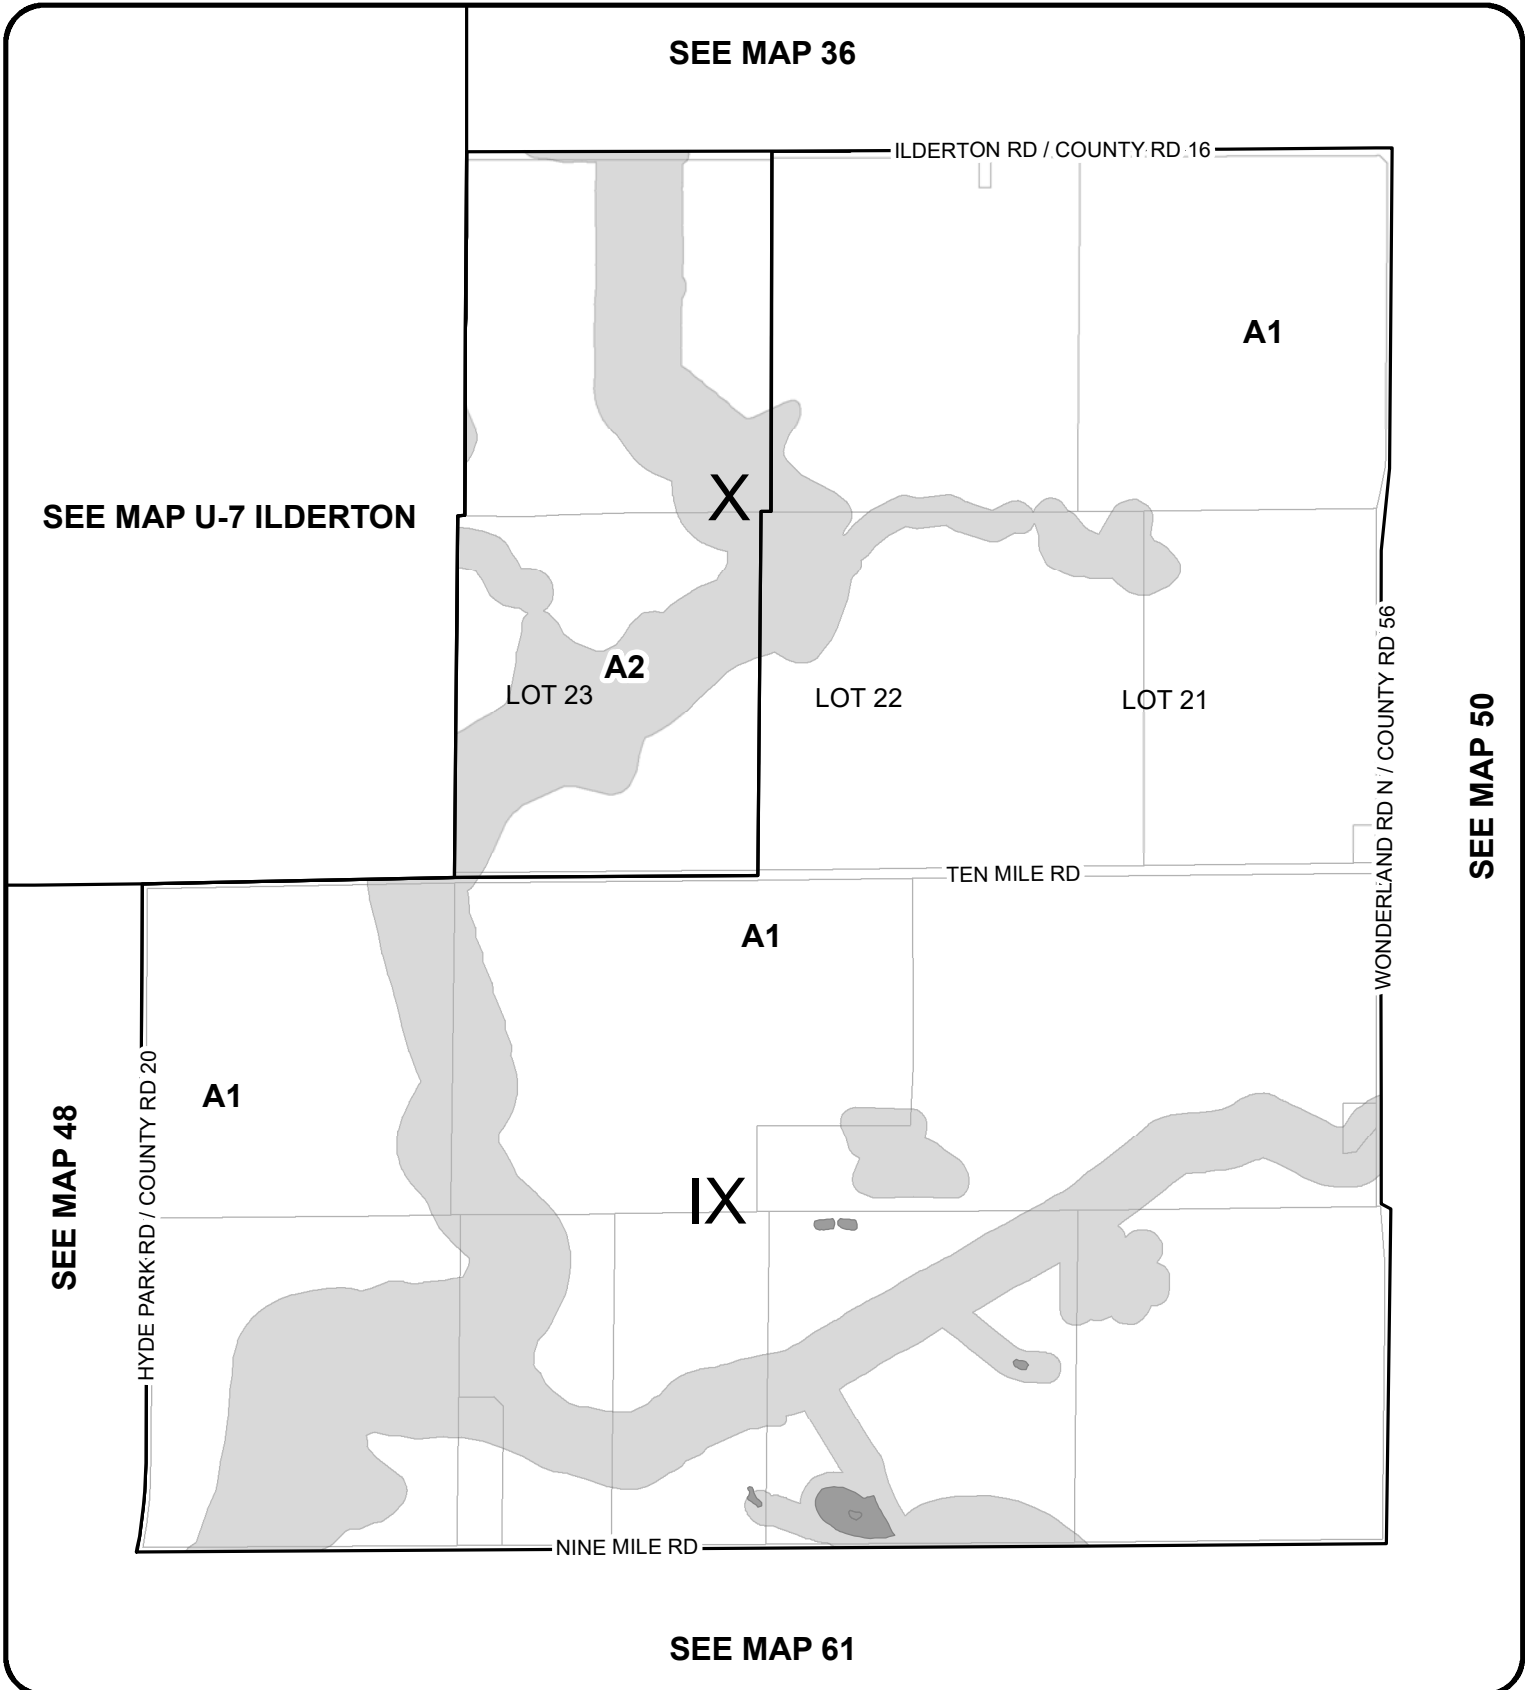 SEE MAP 36
ILDERTON RD / COUNTY RD 16
A1
X
SEE MAP U-7 ILDERTON
A2
LOT 23
LOT 22
LOT 21
WONDERLAND RD N / COUNTY RD 56
SEE MAP 50
TEN MILE RD
A1
A1
HYDE PARK RD / COUNTY RD 20
SEE MAP 48
IX
NINE MILE RD
SEE MAP 61